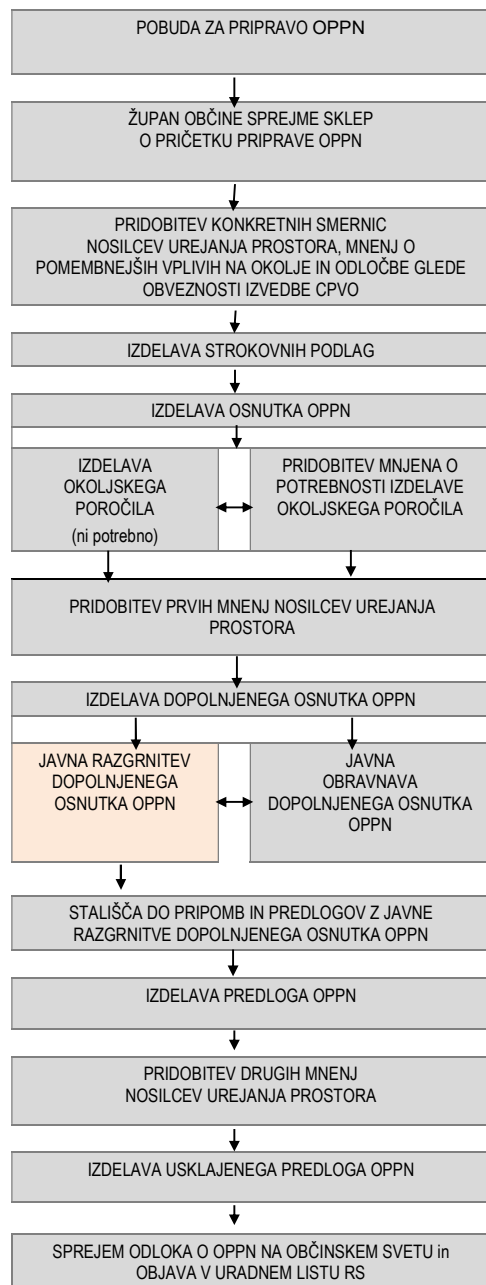 POBUDA ZA PRIPRAVO OPPN
ŽUPAN OBČINE SPREJME SKLEP
O PRIČETKU PRIPRAVE OPPN
PRIDOBITEV KONKRETNIH SMERNIC
NOSILCEV UREJANJA PROSTORA, MNENJ O
POMEMBNEJŠIH VPLIVIH NA OKOLJE IN ODLOČBE GLEDE
OBVEZNOSTI IZVEDBE CPVO
IZDELAVA STROKOVNIH PODLAG
IZDELAVA OSNUTKA OPPN
IZDELAVA
OKOLJSKEGA
POROČILA
(ni potrebno)
PRIDOBITEV MNJENA O
POTREBNOSTI IZDELAVE
OKOLJSKEGA POROČILA
PRIDOBITEV PRVIH MNENJ NOSILCEV UREJANJA
PROSTORA
IZDELAVA DOPOLNJENEGA OSNUTKA OPPN
JAVNA RAZGRNITEV
DOPOLNJENEGA
OSNUTKA OPPN
JAVNA
OBRAVNAVA
DOPOLNJENEGA OSNUTKA
OPPN
STALIŠČA DO PRIPOMB IN PREDLOGOV Z JAVNE
RAZGRNITVE DOPOLNJENEGA OSNUTKA OPPN
IZDELAVA PREDLOGA OPPN
PRIDOBITEV DRUGIH MNENJ
NOSILCEV UREJANJA PROSTORA
IZDELAVA USKLAJENEGA PREDLOGA OPPN
SPREJEM ODLOKA O OPPN NA OBČINSKEM SVETU in
OBJAVA V URADNEM LISTU RS